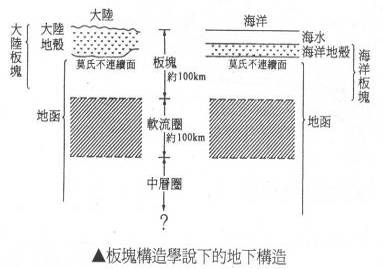 大陸
大陸板塊
大陸地殼
莫氏不連續面
地函
板塊
約100km
軟流圈
約100km
中層圈
?
海洋
海水
海洋地殼
莫氏不連續面
海洋板塊
地函
▲板塊構造學說下的地下構造